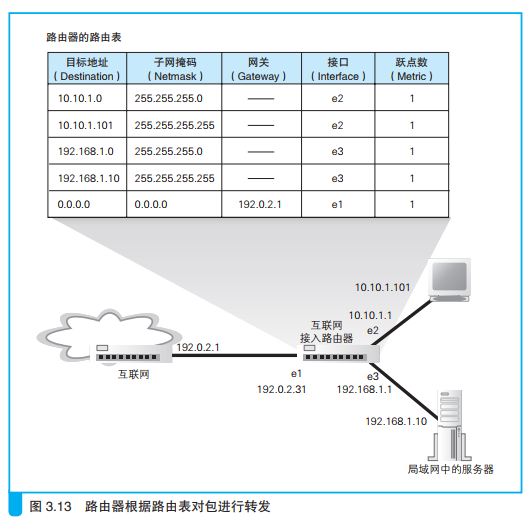 路由器的路由表
目标地址 子网掩码 网关 接口 跃点数
（Destination） （Netmask） （Gateway） （Interface） （Metric）
10.10.1.0 255.255.255.0 —— e2 1
10.10.1.101 255.255.255.255 —— e2 1
192.168.1.0 255.255.255.0 —— e3 1
192.168.1.10 255.255.255.255 —— e3 1
0.0.0.0 0.0.0.0 192.0.2.1 e1 1
10.10.1.101
10.10.1.1
互联网
接入路由器
e2
192.0.2.1
互联网
e1
192.0.2.31
e3
192.168.1.1
192.168.1.10
局域网中的服务器
图 3.13 路由器根据路由表对包进行转发